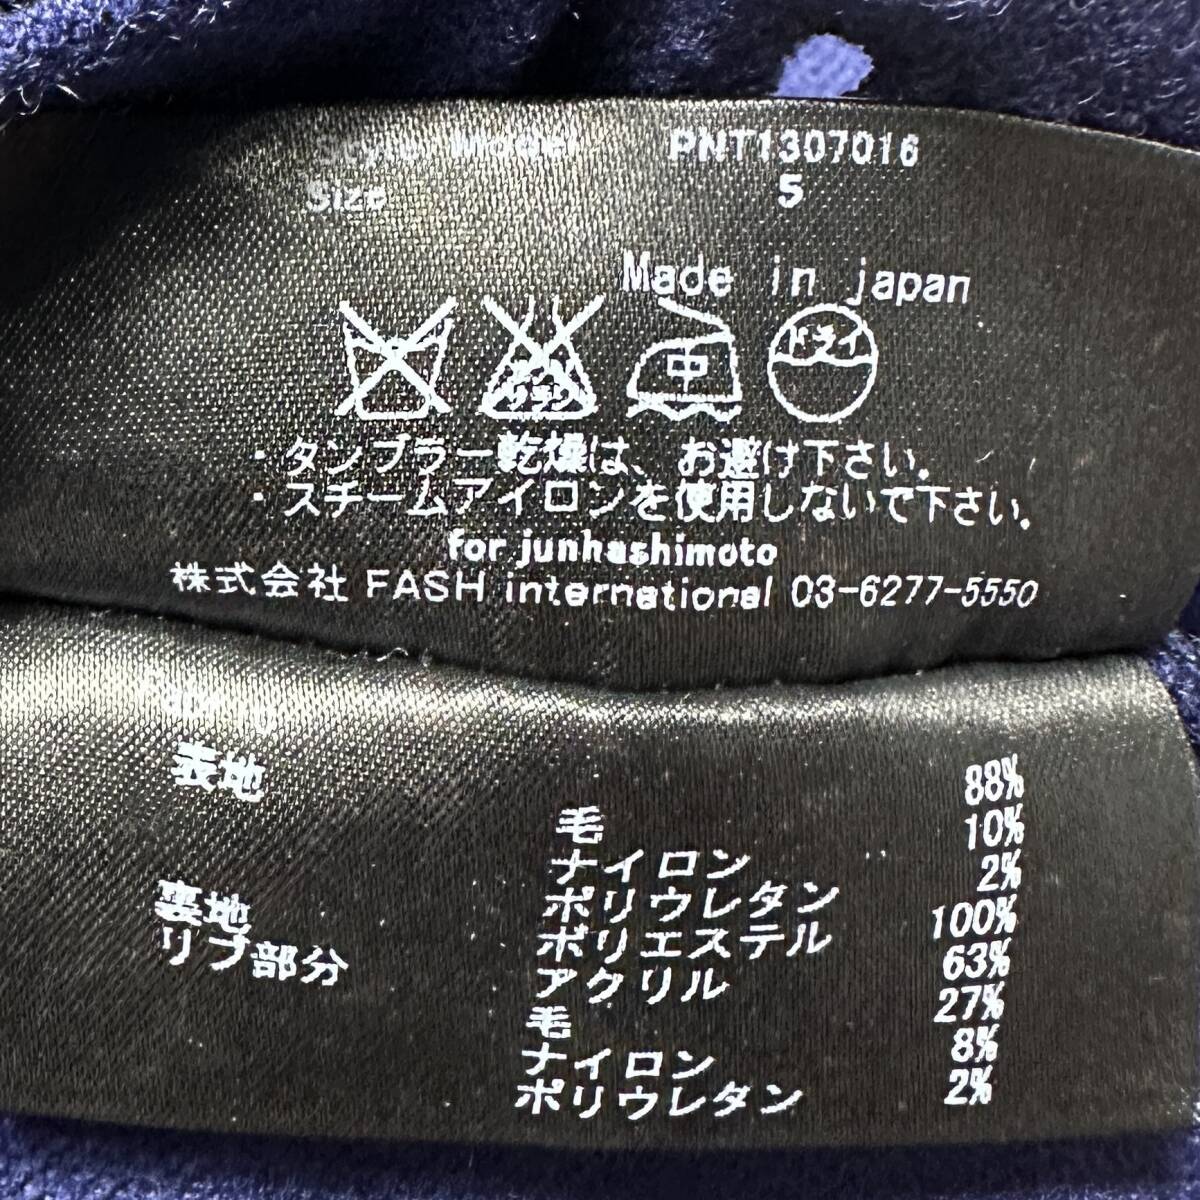 Style Model PNT1307016
Size 5
Made in japan
中
ドライ
・タンブラー乾燥は、お避け下さい。
・スチームアイロンを使用しないで下さい。
for junhashimoto
株式会社 FASH international 03-6277-5550
表地 毛 88%
ナイロン 10%
ポリウレタン 2%
裏地 ポリエステル 100%
リブ部分 アクリル 63%
毛 27%
ナイロン 8%
ポリウレタン 2%